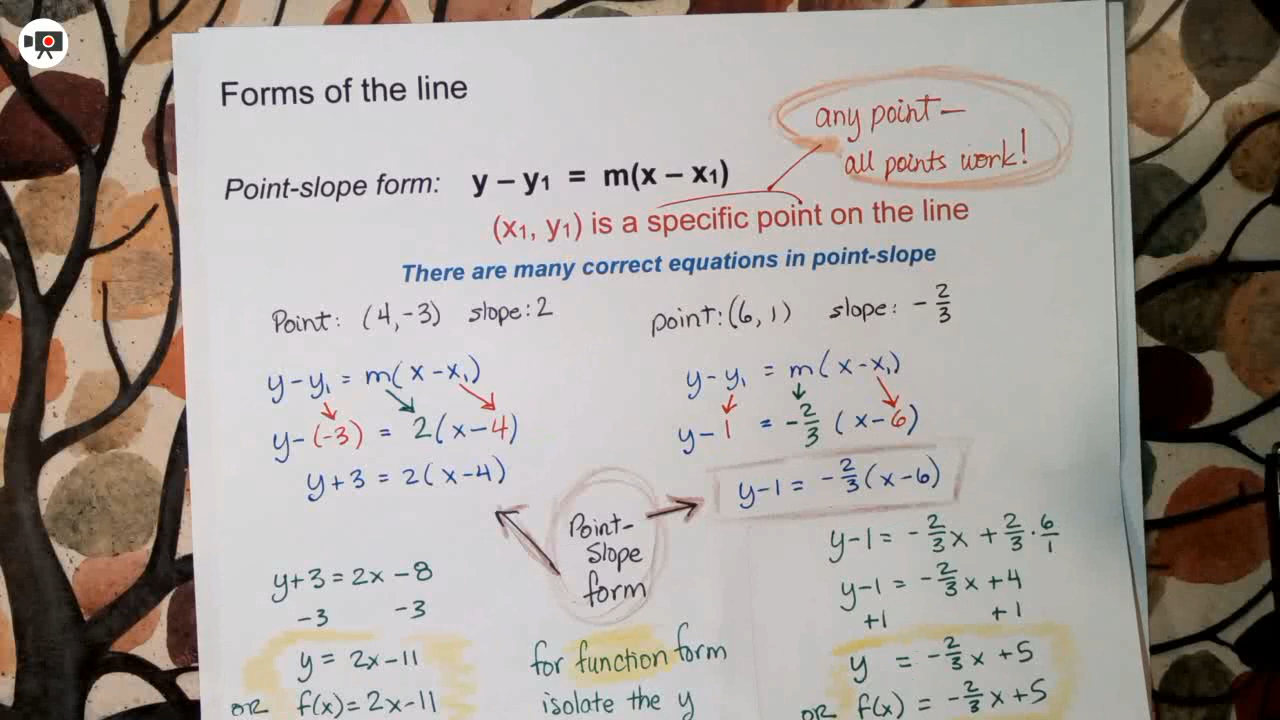 Forms of the line
any point—
all points work!
Point-slope form: y – y₁ = m(x – x₁)
(x₁, y₁) is a specific point on the line
There are many correct equations in point-slope
Point: (4,-3) slope: 2
y-y₁ = m(x-x₁)
y-(-3) = 2(x-4)
y+3 = 2(x-4)
point: (6, 1) slope: -2/3
y-y₁ = m(x-x₁)
y-1 = -2/3 (x-6)
y-1 = -2/3(x-6)
Point-
Slope
form
y+3 = 2x-8
-3 -3
y = 2x-11
OR f(x)=2x-11
for function form
isolate the y
y-1 = -2/3x + 2/3·6/1
y-1 = -2/3x+4
+1 +1
y = -2/3x+5
OR f(x) = -2/3x+5